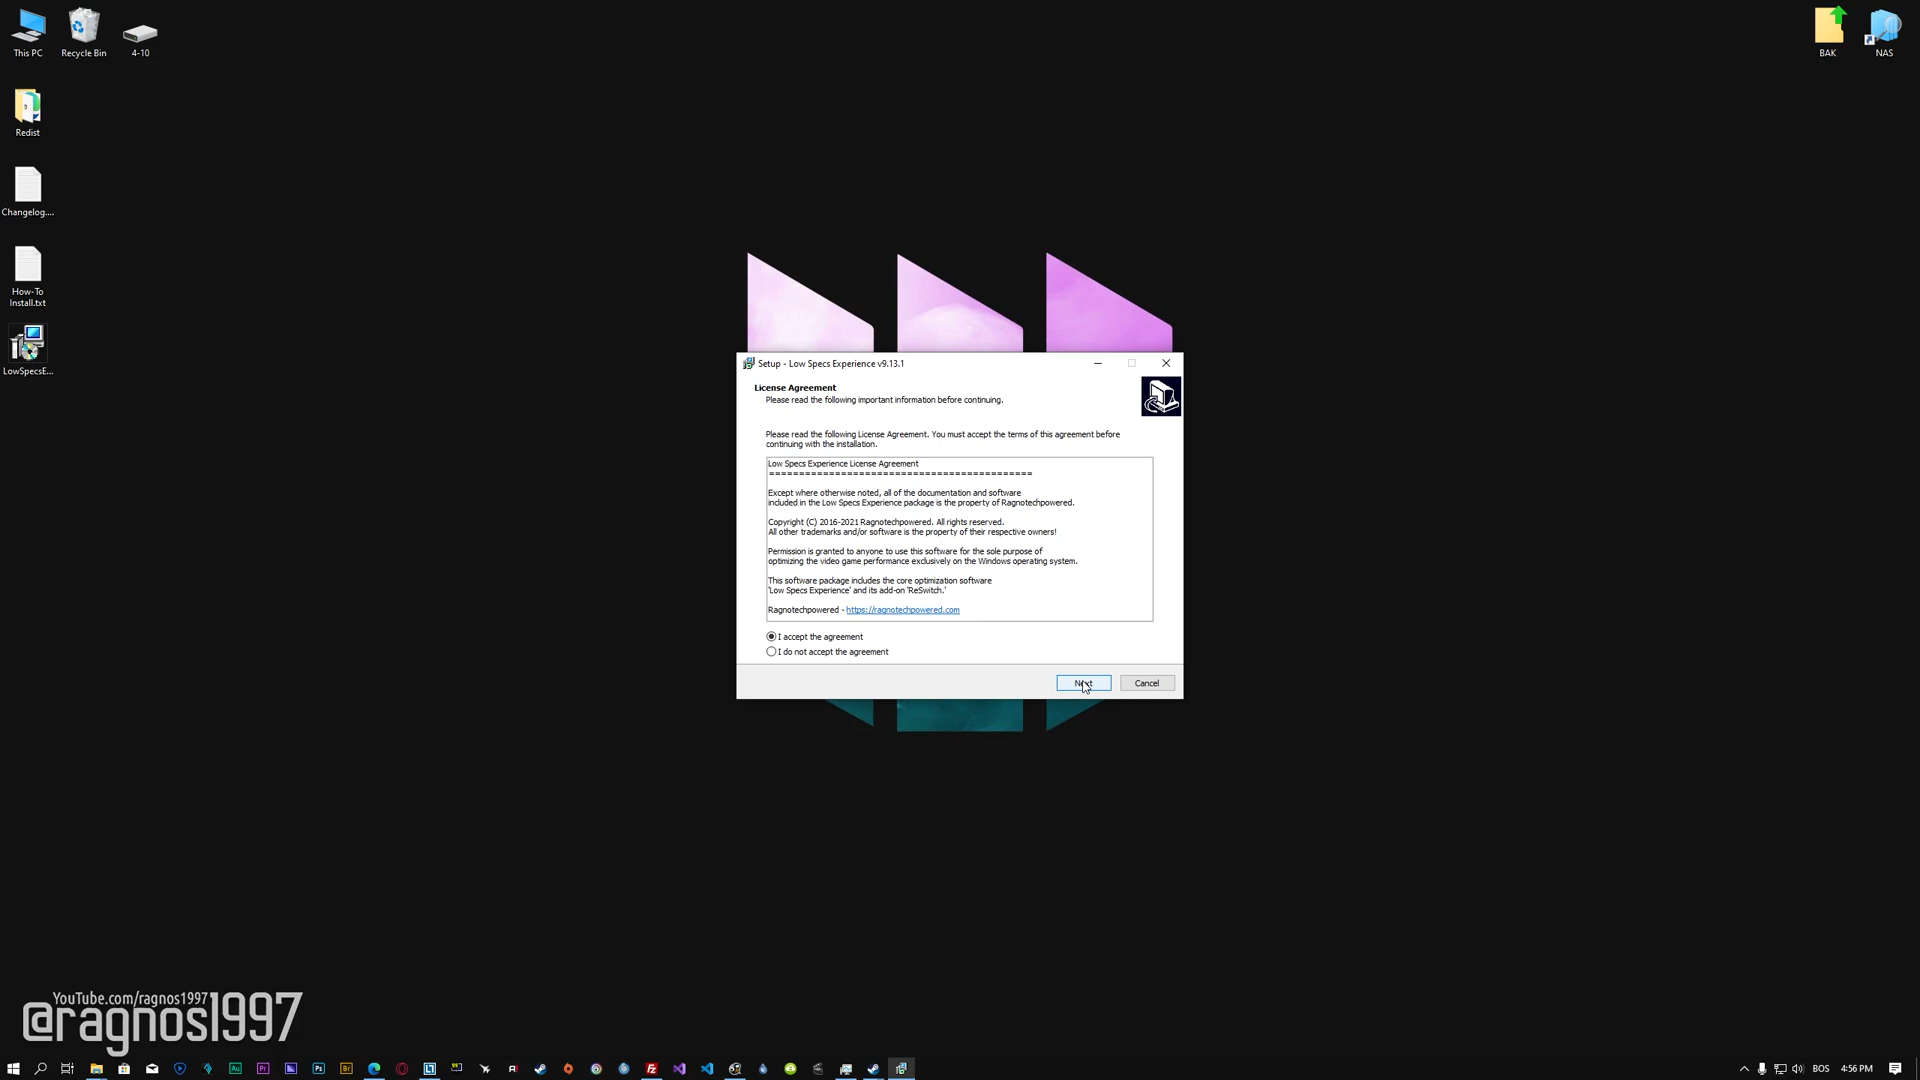 This PC
Recycle Bin
4-10
BAK
NAS
Redist
Changelog....
How-To
Install.txt
LowSpecsE...
Setup - Low Specs Experience v9.13.1
License Agreement
Please read the following important information before continuing.
Please read the following License Agreement. You must accept the terms of this agreement before
continuing with the installation.
Low Specs Experience License Agreement
============================================
Except where otherwise noted, all of the documentation and software
included in the Low Specs Experience package is the property of Ragnotechpowered.
Copyright (C) 2016-2021 Ragnotechpowered. All rights reserved.
All other trademarks and/or software is the property of their respective owners!
Permission is granted to anyone to use this software for the sole purpose of
optimizing the video game performance exclusively on the Windows operating system.
This software package includes the core optimization software
'Low Specs Experience' and its add-on 'ReSwitch.'
Ragnotechpowered - https://ragnotechpowered.com
I accept the agreement
I do not accept the agreement
Next
Cancel
YouTube.com/ragnos1997
@ragnos1997
Au
Pr
Ps
Br
BOS
4:56 PM